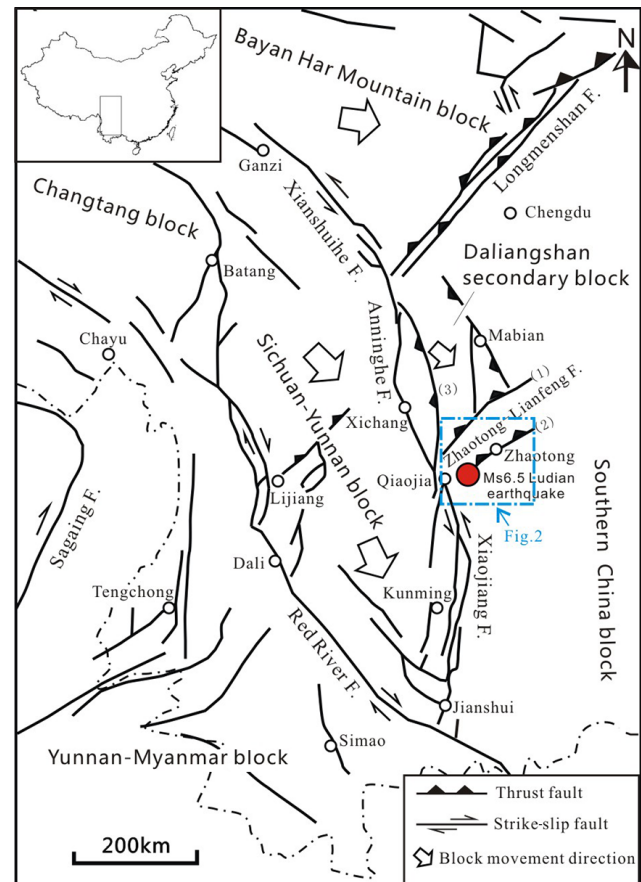 Bayan Har Mountain block
N
Ganzi
Longmenshan F.
Xianshuihe F.
Changtang block
Chengdu
Batang
Daliangshan
secondary block
Chayu
Anninghe F.
Mabian
Sichuan-Yunnan block
(1)
(3)
Zhaotong-Lianfeng F.
Xichang
(2)
Zhaotong
Qiaojia
Ms6.5 Ludian
earthquake
Lijiang
Sagaing F.
Fig.2
Southern China block
Xiaojiang F.
Dali
Tengchong
Kunming
Red River F.
Jianshui
Simao
Yunnan-Myanmar block
Thrust fault
Strike-slip fault
Block movement direction
200km